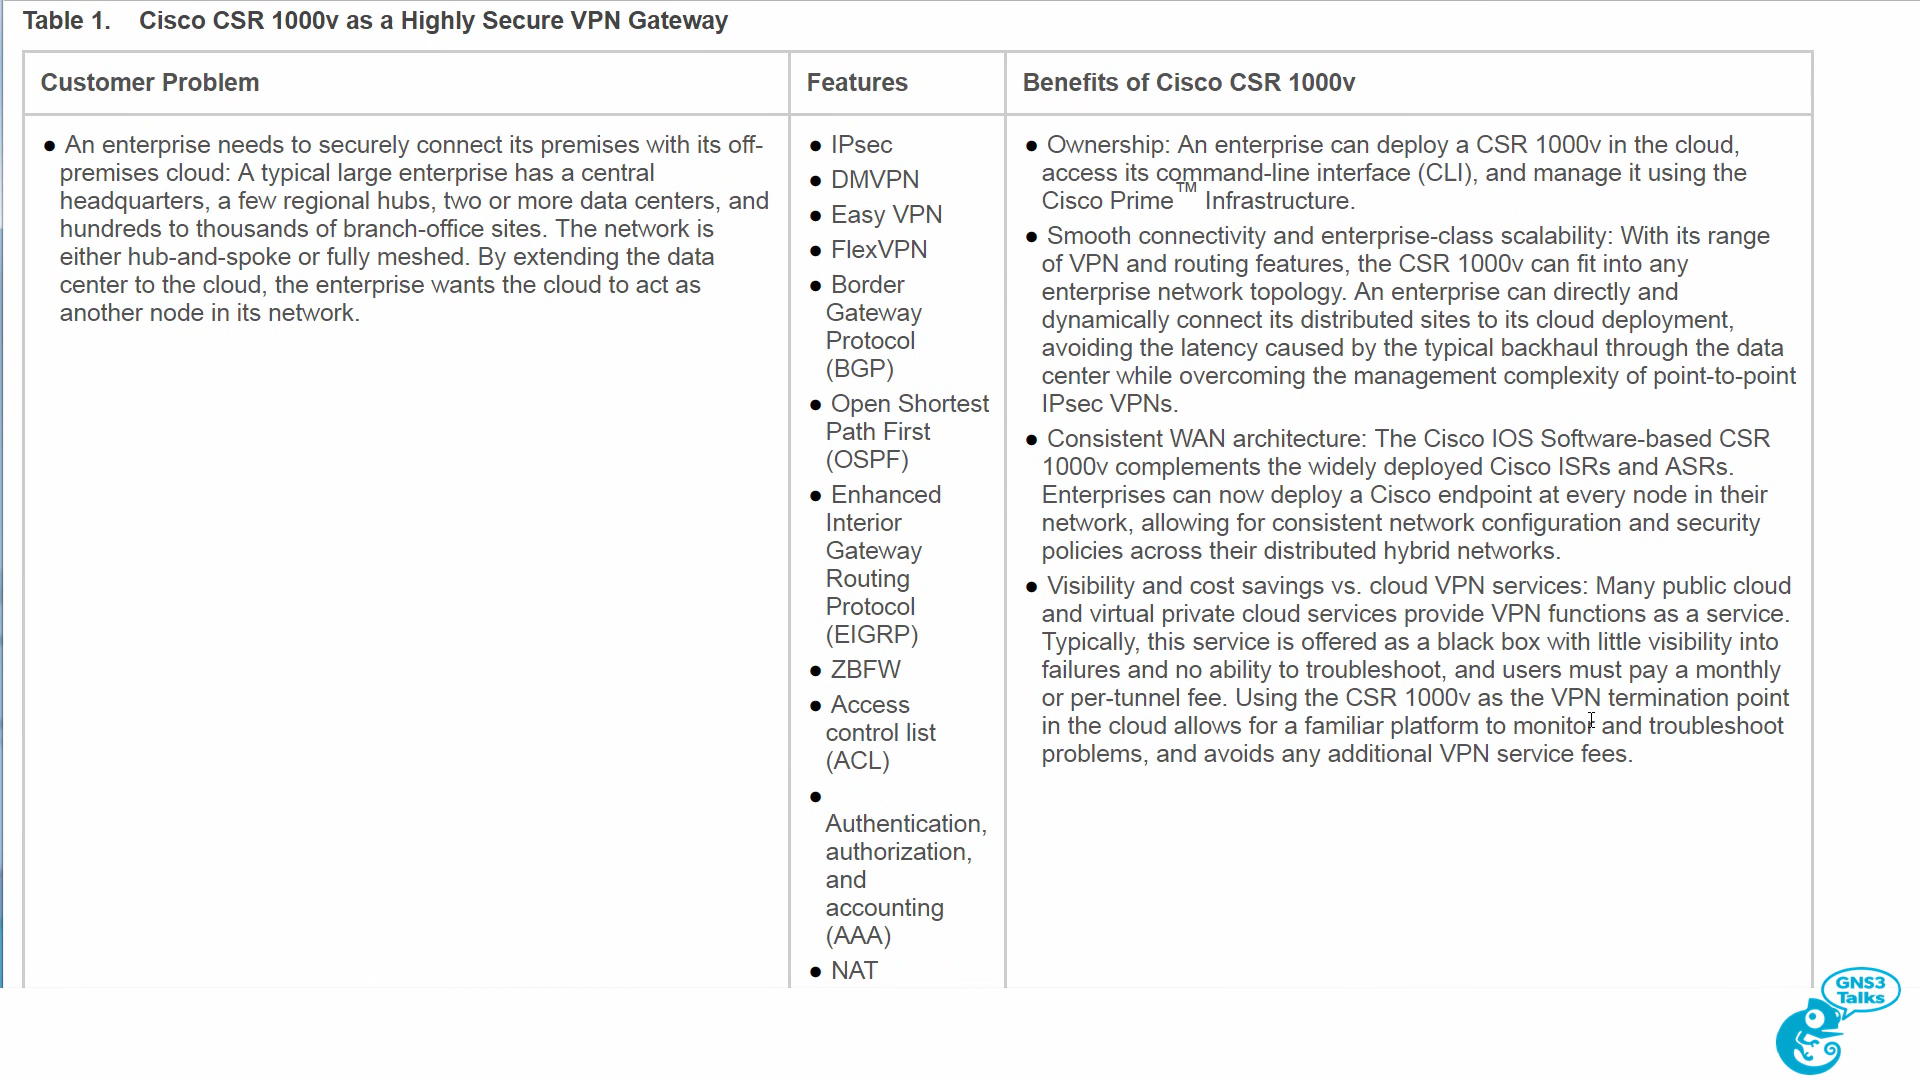 Table 1. Cisco CSR 1000v as a Highly Secure VPN Gateway
Customer Problem
Features
Benefits of Cisco CSR 1000v
● An enterprise needs to securely connect its premises with its off-
premises cloud: A typical large enterprise has a central
headquarters, a few regional hubs, two or more data centers, and
hundreds to thousands of branch-office sites. The network is
either hub-and-spoke or fully meshed. By extending the data
center to the cloud, the enterprise wants the cloud to act as
another node in its network.
● IPsec
● DMVPN
● Easy VPN
● FlexVPN
● Border
Gateway
Protocol
(BGP)
● Open Shortest
Path First
(OSPF)
● Enhanced
Interior
Gateway
Routing
Protocol
(EIGRP)
● ZBFW
● Access
control list
(ACL)
●
Authentication,
authorization,
and
accounting
(AAA)
● NAT
● Ownership: An enterprise can deploy a CSR 1000v in the cloud,
access its command-line interface (CLI), and manage it using the
Cisco Prime™ Infrastructure.
● Smooth connectivity and enterprise-class scalability: With its range
of VPN and routing features, the CSR 1000v can fit into any
enterprise network topology. An enterprise can directly and
dynamically connect its distributed sites to its cloud deployment,
avoiding the latency caused by the typical backhaul through the data
center while overcoming the management complexity of point-to-point
IPsec VPNs.
● Consistent WAN architecture: The Cisco IOS Software-based CSR
1000v complements the widely deployed Cisco ISRs and ASRs.
Enterprises can now deploy a Cisco endpoint at every node in their
network, allowing for consistent network configuration and security
policies across their distributed hybrid networks.
● Visibility and cost savings vs. cloud VPN services: Many public cloud
and virtual private cloud services provide VPN functions as a service.
Typically, this service is offered as a black box with little visibility into
failures and no ability to troubleshoot, and users must pay a monthly
or per-tunnel fee. Using the CSR 1000v as the VPN termination point
in the cloud allows for a familiar platform to monitor and troubleshoot
problems, and avoids any additional VPN service fees.
GNS3
Talks